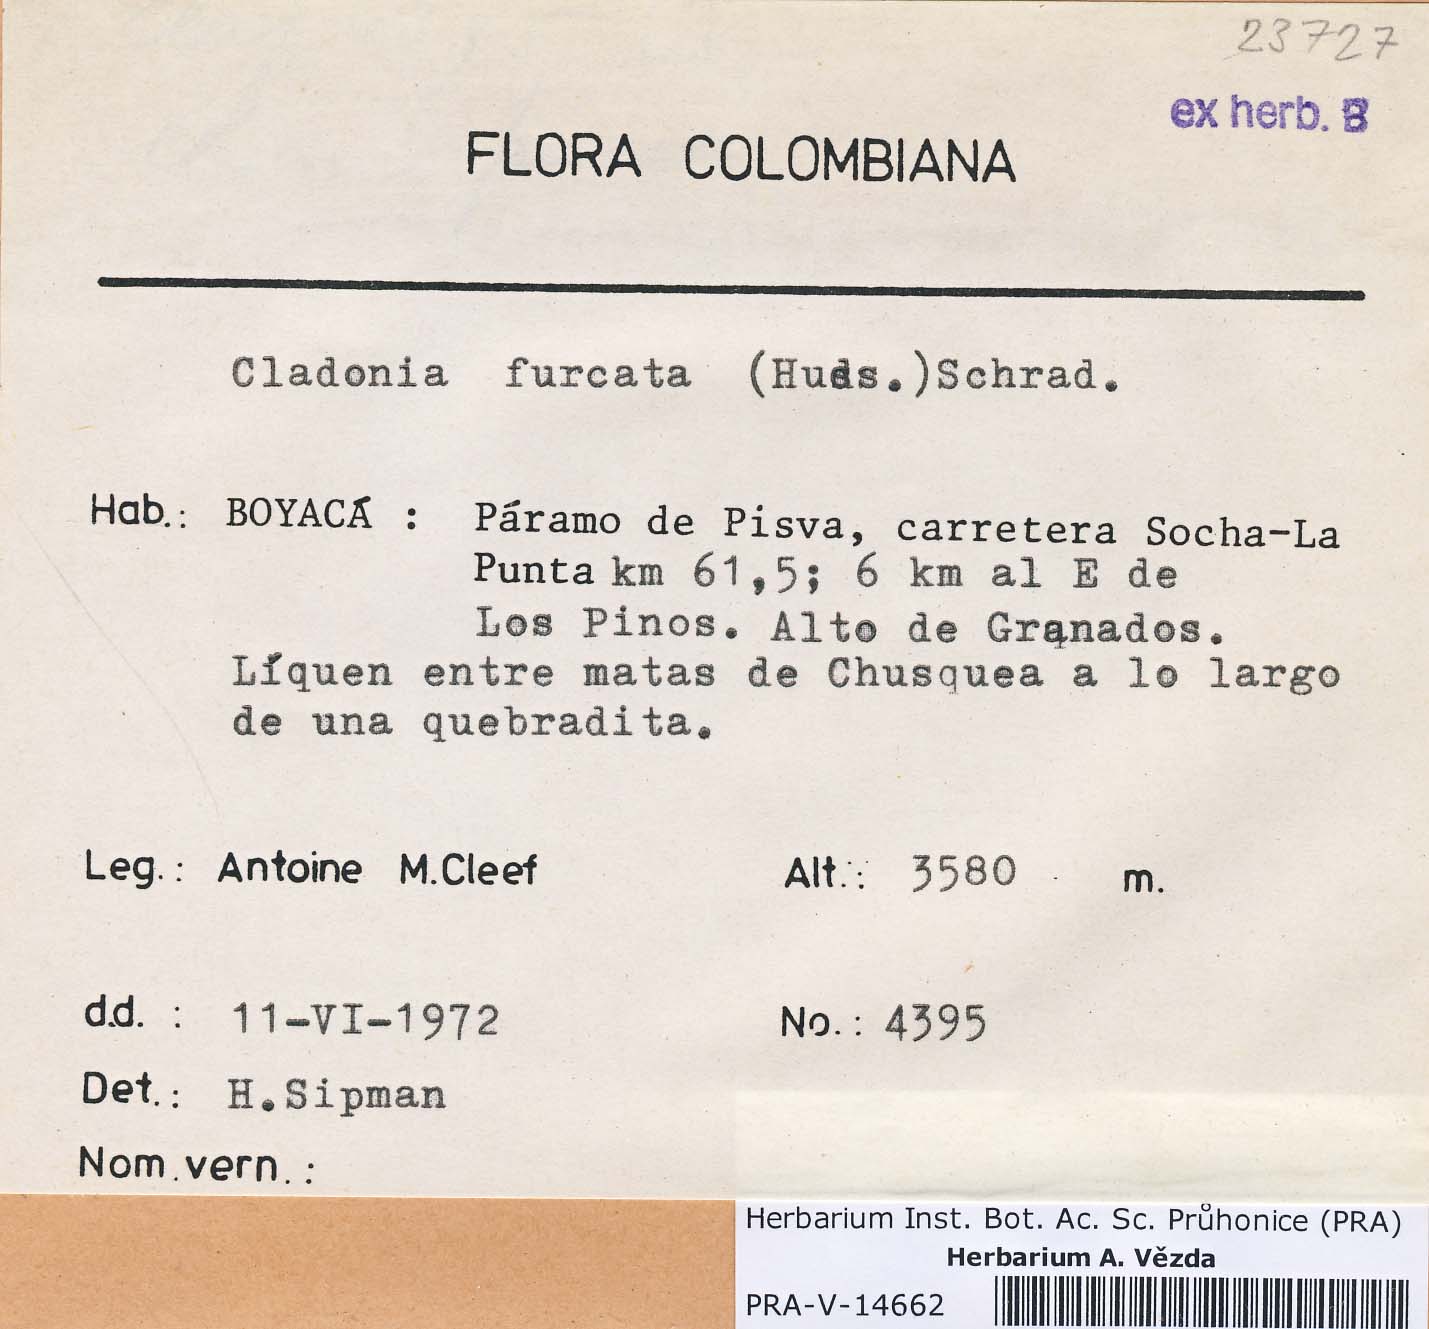 23727
ex herb. B
FLORA COLOMBIANA
Cladonia furcata (Huds.)Schrad.
Hab.: BOYACÁ : Páramo de Pisva, carretera Socha-La
Punta km 61,5; 6 km al E de
Los Pinos. Alto de Granados.
Líquen entre matas de Chusquea a lo largo
de una quebradita.
Leg.: Antoine M.Cleef Alt.: 3580 m.
d.d. : 11-VI-1972 No.: 4395
Det.: H.Sipman
Nom.vern.:
Herbarium Inst. Bot. Ac. Sc. Průhonice (PRA)
Herbarium A. Vězda
PRA-V-14662